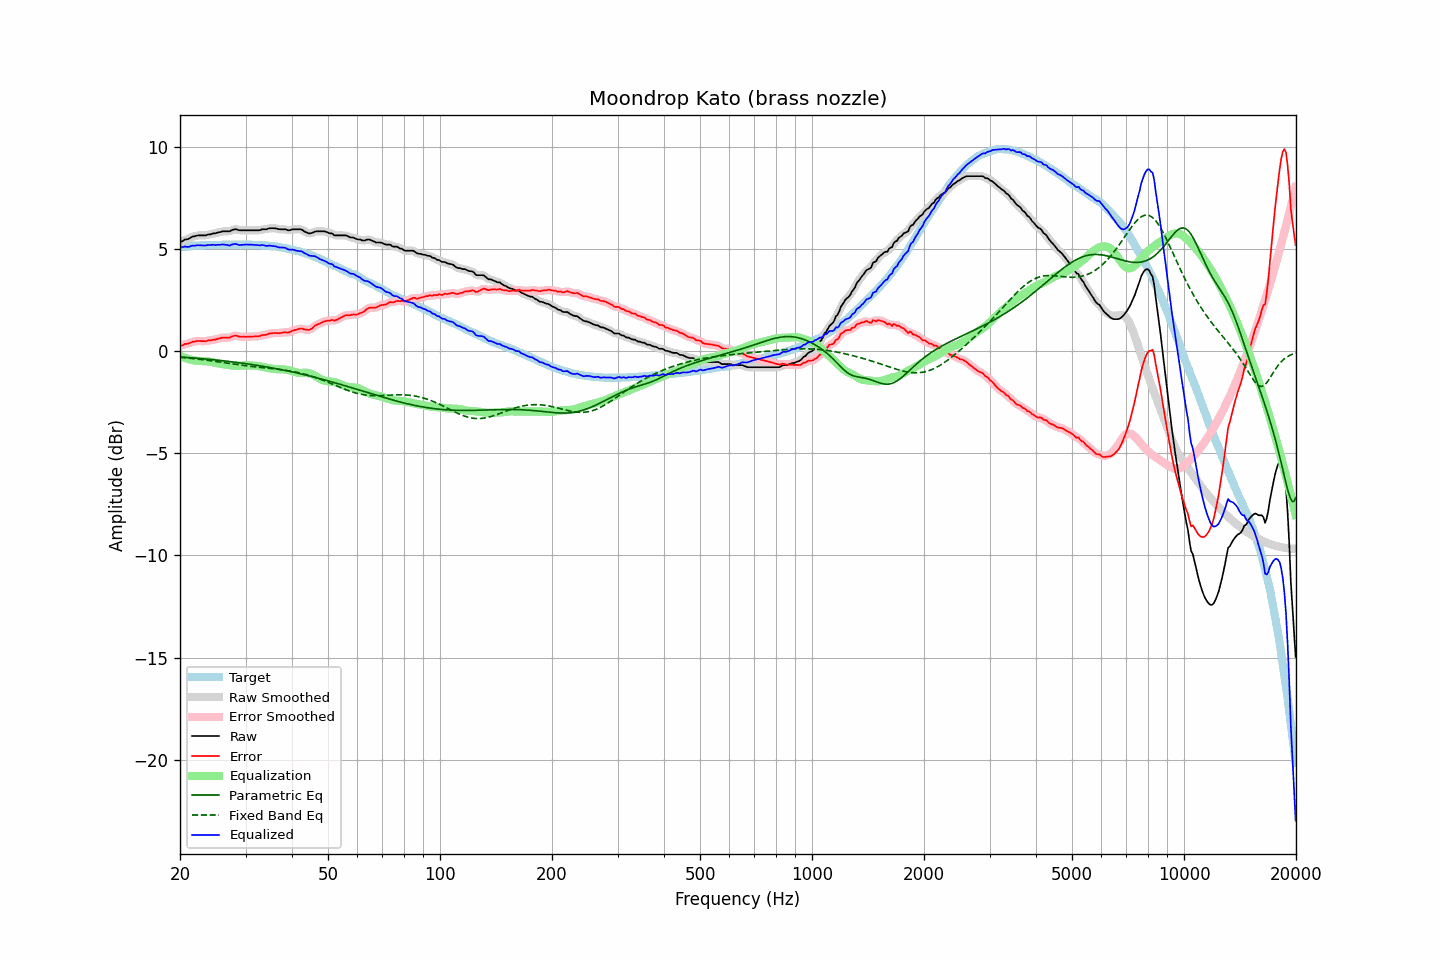 Moondrop Kato (brass nozzle)
Amplitude (dBr)
10
5
0
−5
−10
−15
−20
Target
Raw Smoothed
Error Smoothed
Raw
Error
Equalization
Parametric Eq
Fixed Band Eq
Equalized
20 50 100 200 500 1000 2000 5000 10000 20000
Frequency (Hz)